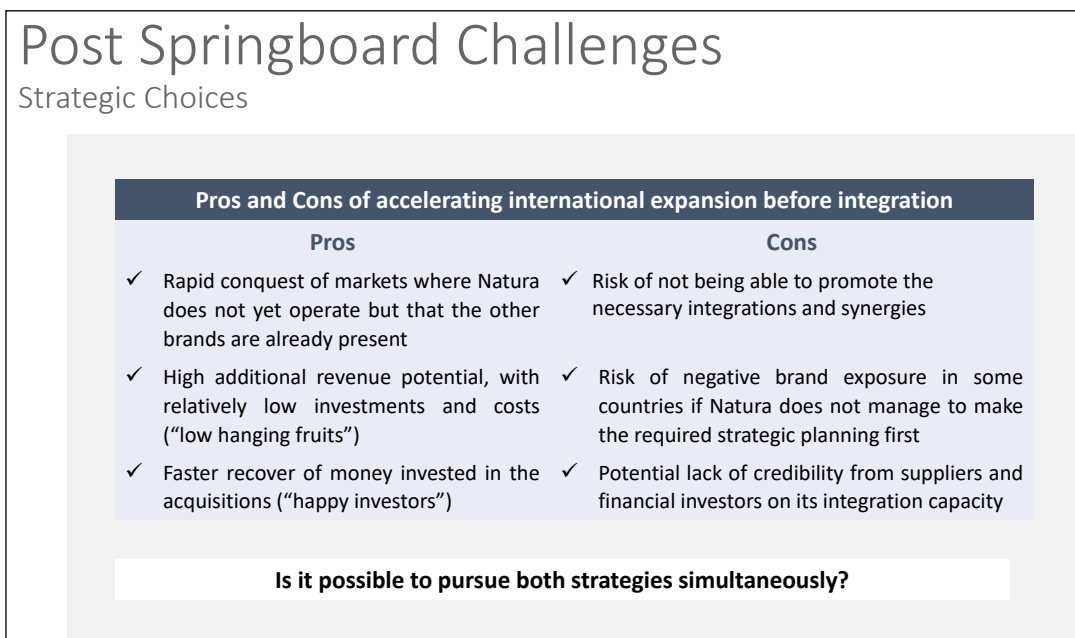 Post Springboard Challenges
Strategic Choices
Pros and Cons of accelerating international expansion before integration
Pros
✓ Rapid conquest of markets where Natura
does not yet operate but that the other
brands are already present
✓ High additional revenue potential, with
relatively low investments and costs
(“low hanging fruits”)
✓ Faster recover of money invested in the
acquisitions (“happy investors”)
Cons
✓ Risk of not being able to promote the
necessary integrations and synergies
✓ Risk of negative brand exposure in some
countries if Natura does not manage to make
the required strategic planning first
✓ Potential lack of credibility from suppliers and
financial investors on its integration capacity
Is it possible to pursue both strategies simultaneously?